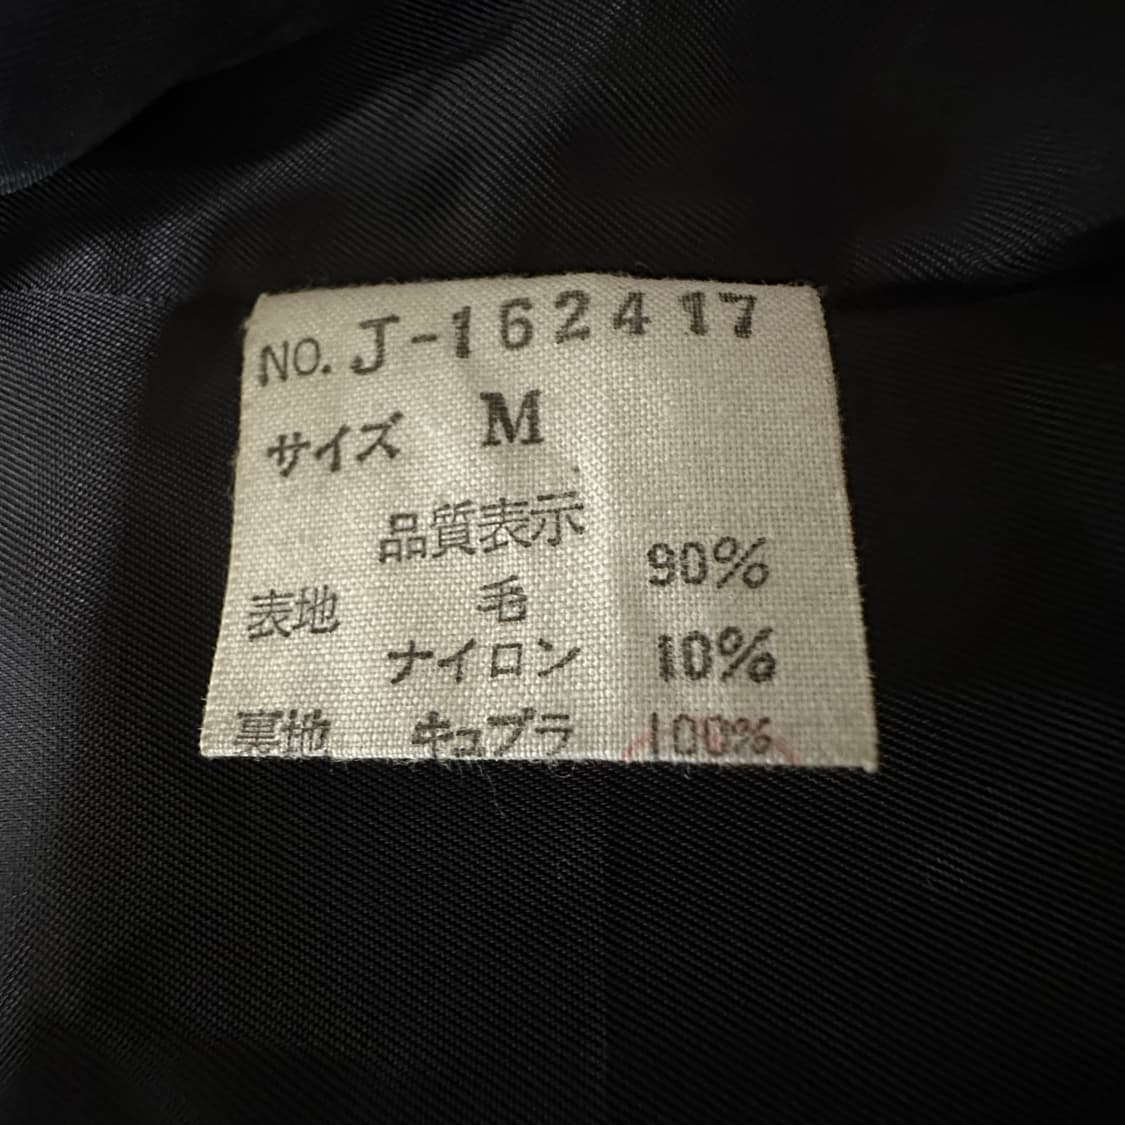 NO. J-162417
サイズ M
品質表示
表地 毛 90%
ナイロン 10%
裏地 キュプラ 100%